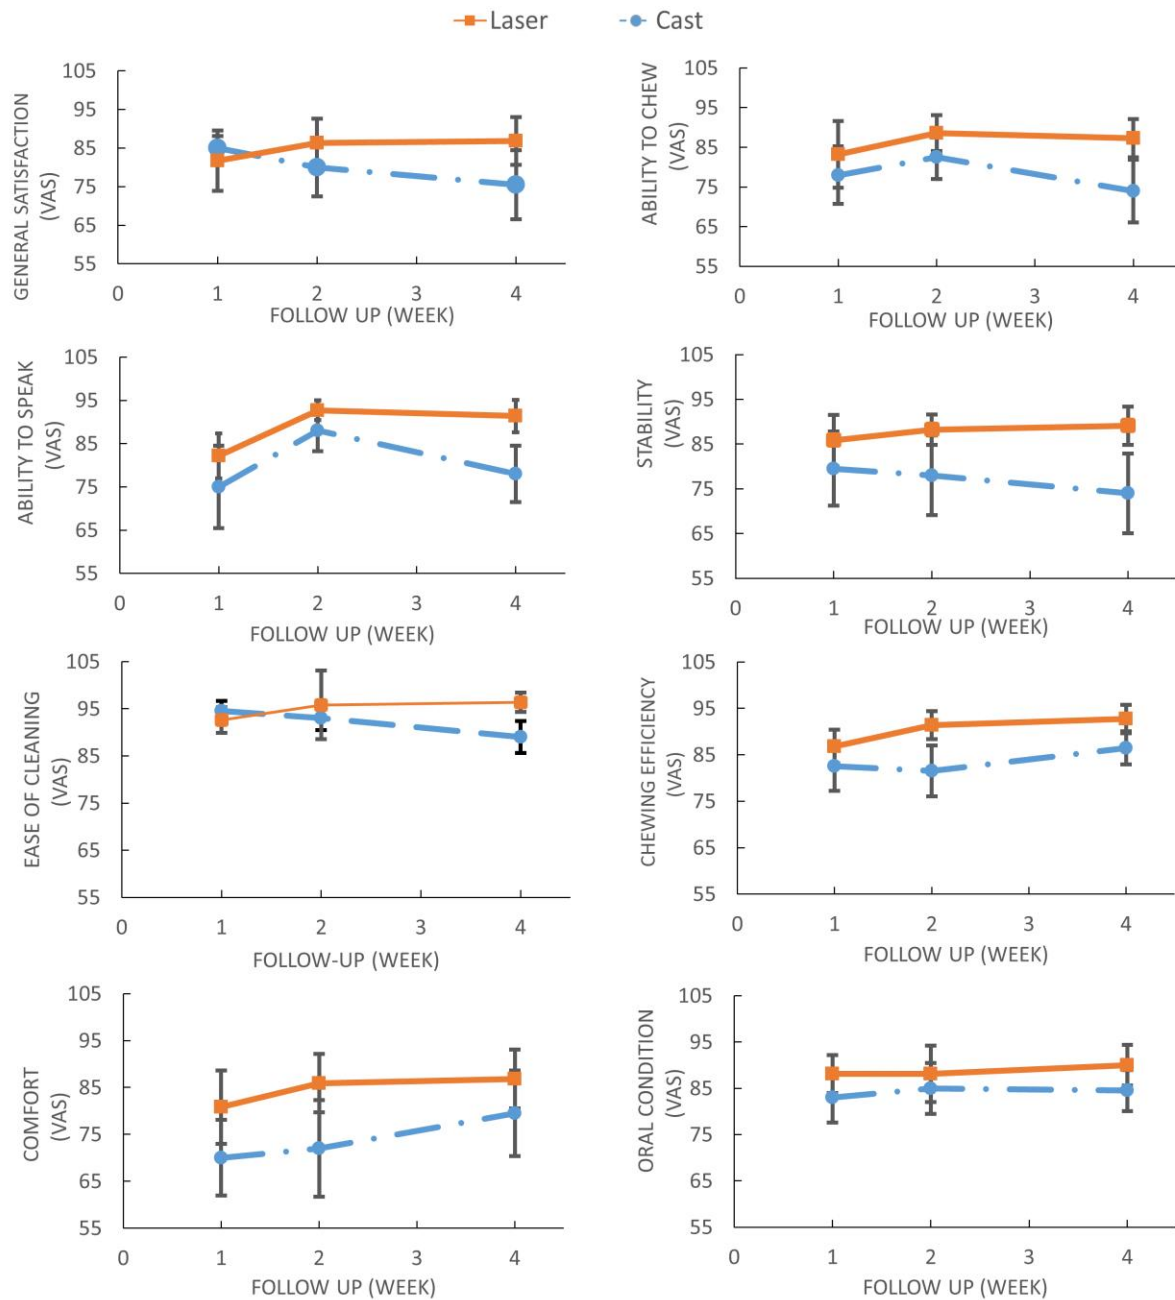 Laser Cast
GENERAL SATISFACTION
(VAS)
105
95
85
75
65
55
0 1 2 3 4
FOLLOW UP (WEEK)
ABILITY TO CHEW
(VAS)
105
95
85
75
65
55
0 1 2 3 4
FOLLOW UP (WEEK)
ABILITY TO SPEAK
(VAS)
105
95
85
75
65
55
0 1 2 3 4
FOLLOW UP (WEEK)
STABILITY
(VAS)
105
95
85
75
65
55
0 1 2 3 4
FOLLOW UP (WEEK)
EASE OF CLEANING
(VAS)
105
95
85
75
65
55
0 1 2 3 4
FOLLOW-UP (WEEK)
CHEWING EFFICIENCY
(VAS)
105
95
85
75
65
55
0 1 2 3 4
FOLLOW UP (WEEK)
COMFORT
(VAS)
105
95
85
75
65
55
0 1 2 3 4
FOLLOW UP (WEEK)
ORAL CONDITION
(VAS)
105
95
85
75
65
55
0 1 2 3 4
FOLLOW UP (WEEK)